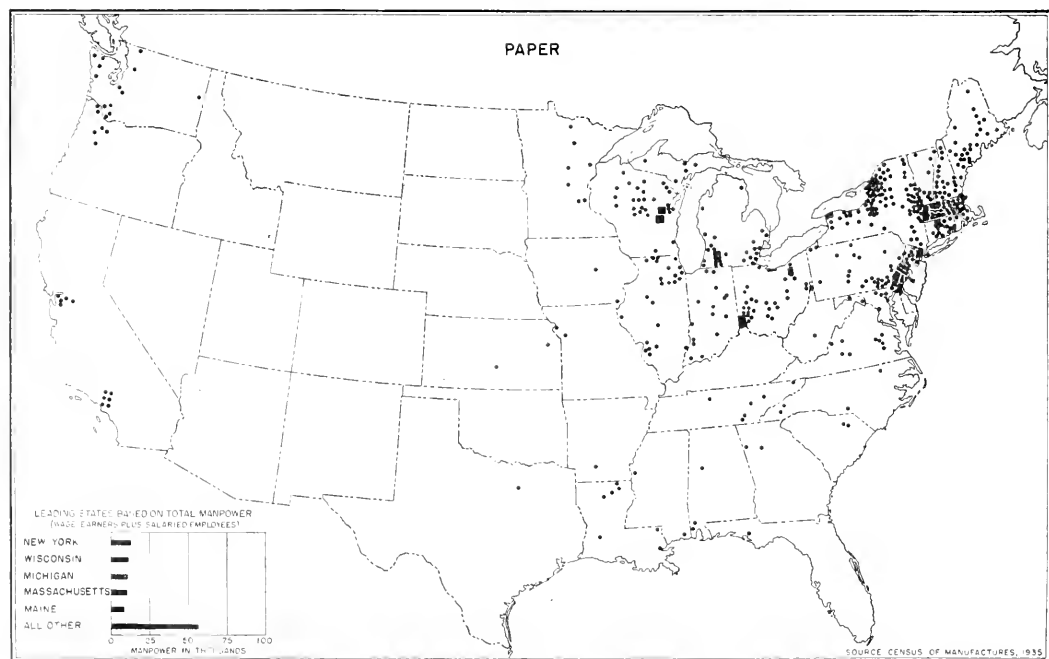 PAPER
LEADING STATES BASED ON TOTAL MANPOWER
(WAGE EARNERS PLUS SALARIED EMPLOYEES)
NEW YORK
WISCONSIN
MICHIGAN
MASSACHUSETTS
MAINE
ALL OTHER
0 25 50 75 100
MANPOWER IN THOUSANDS
SOURCE CENSUS OF MANUFACTURES, 1935